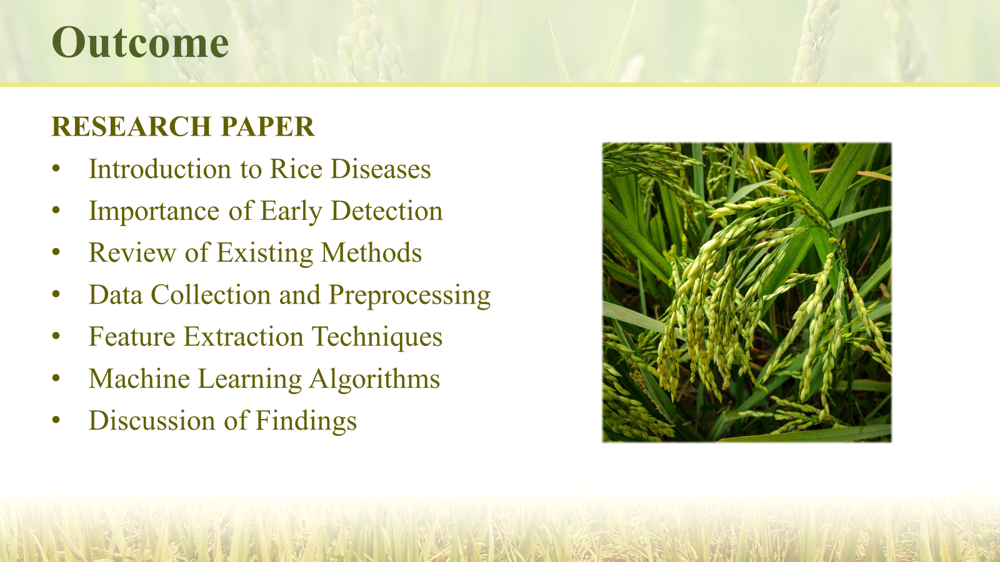 Outcome
RESEARCH PAPER
• Introduction to Rice Diseases
• Importance of Early Detection
• Review of Existing Methods
• Data Collection and Preprocessing
• Feature Extraction Techniques
• Machine Learning Algorithms
• Discussion of Findings